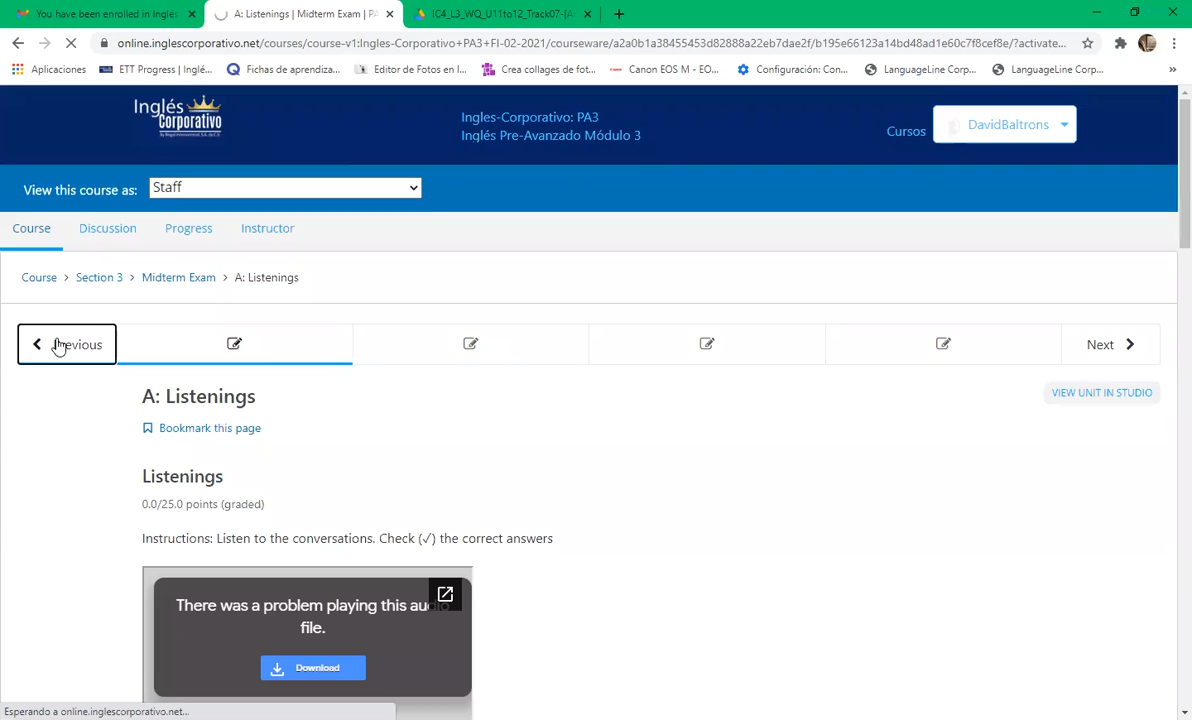 You have been enrolled in Inglés
A: Listenings | Midterm Exam | PA
IC4_L3_WQ_U11to12_Track07-[A
online.inglescorporativo.net/courses/course-v1:Ingles-Corporativo+PA3+FI-02-2021/courseware/a2a0b1a38455453d82888a22eb7dae2f/b195e66123a14bd48ad1e60c7f8cef8e/?activate...
Aplicaciones
ETT Progress | Inglé...
Fichas de aprendiza...
Editor de Fotos en l...
Crea collages de fot...
Canon EOS M - EO...
Configuración: Con...
LanguageLine Corp...
LanguageLine Corp...
Inglés
Corporativo
Ingles-Corporativo: PA3
Inglés Pre-Avanzado Módulo 3
Cursos
DavidBaltrons
View this course as:
Staff
Course
Discussion
Progress
Instructor
Course > Section 3 > Midterm Exam > A: Listenings
Previous
Next
A: Listenings
VIEW UNIT IN STUDIO
Bookmark this page
Listenings
0.0/25.0 points (graded)
Instructions: Listen to the conversations. Check (√) the correct answers
There was a problem playing this audio
file.
Download
Esperando a online.inglescorporativo.net...